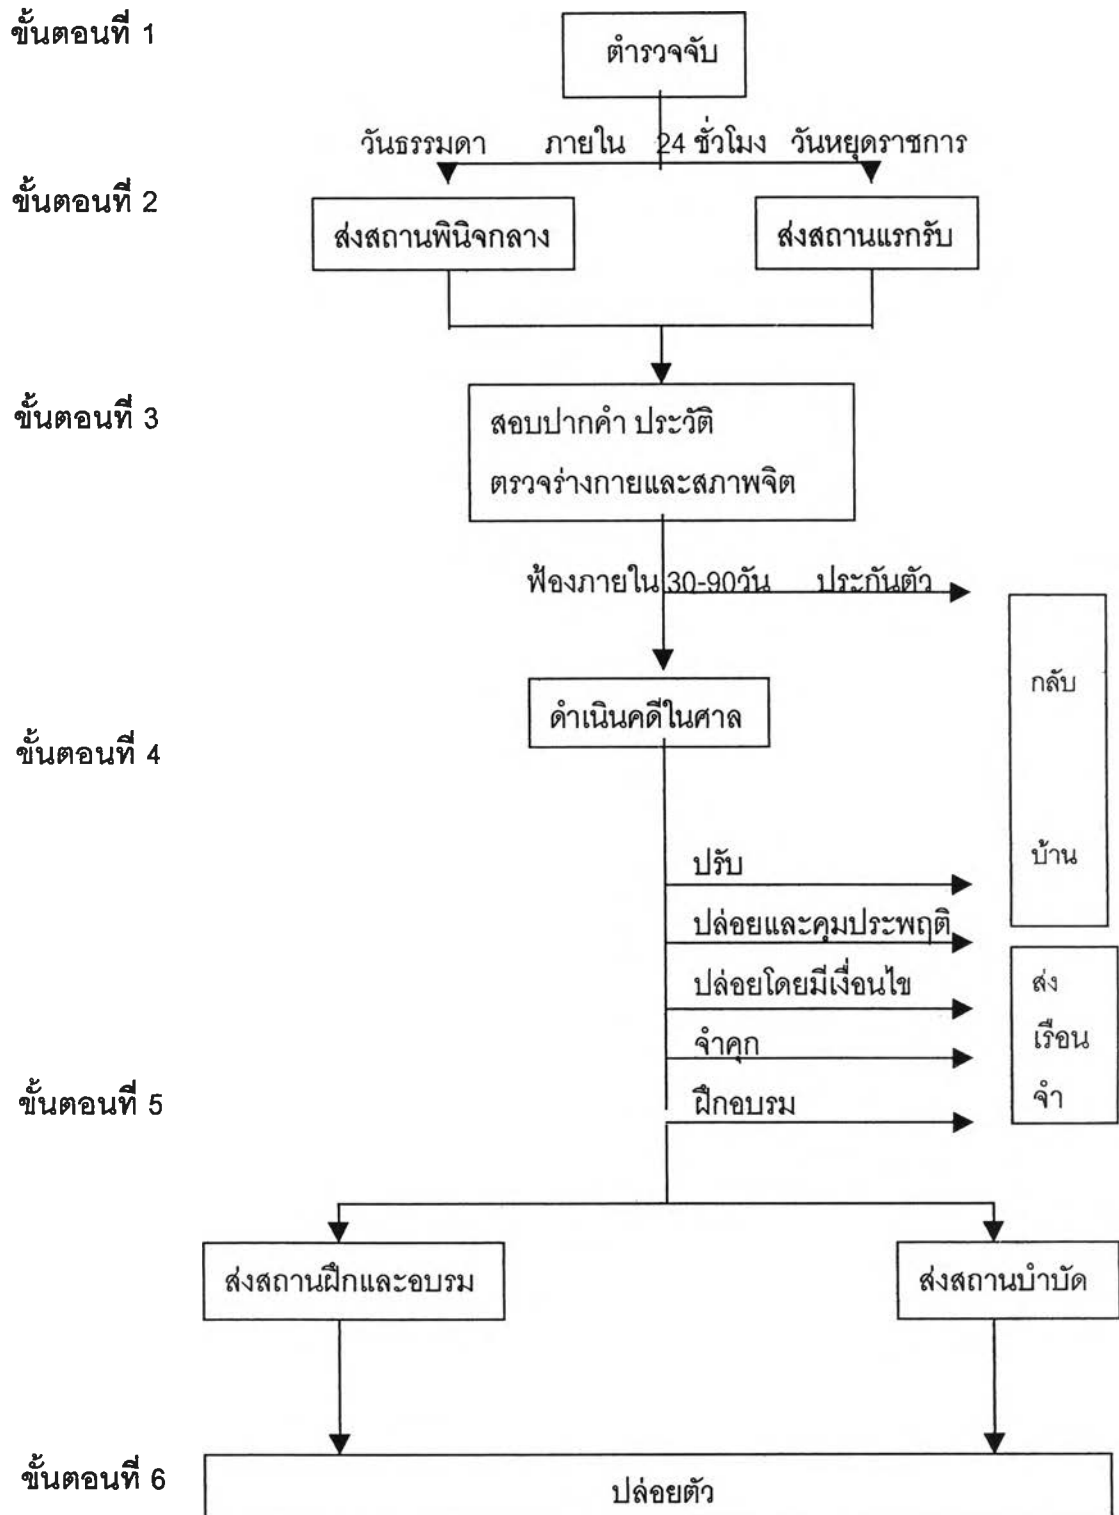 ขั้นตอนที่ 1
ตำรวจจับ
วันธรรมดา ภายใน 24 ชั่วโมง วันหยุดราชการ
ขั้นตอนที่ 2
ส่งสถานพินิจกลาง
ส่งสถานแรกรับ
ขั้นตอนที่ 3
สอบปากคำ ประวัติ
ตรวจร่างกายและสภาพจิต
ฟ้องภายใน 30-90วัน ประกันตัว
กลับ
ดำเนินคดีในศาล
ขั้นตอนที่ 4
บ้าน
ปรับ
ปล่อยและคุมประพฤติ
ปล่อยโดยมีเงื่อนไข
ส่ง
เรือน
จำคุก
จำ
ขั้นตอนที่ 5
ฝึกอบรม
ส่งสถานฝึกและอบรม
ส่งสถานบำบัด
ขั้นตอนที่ 6
ปล่อยตัว